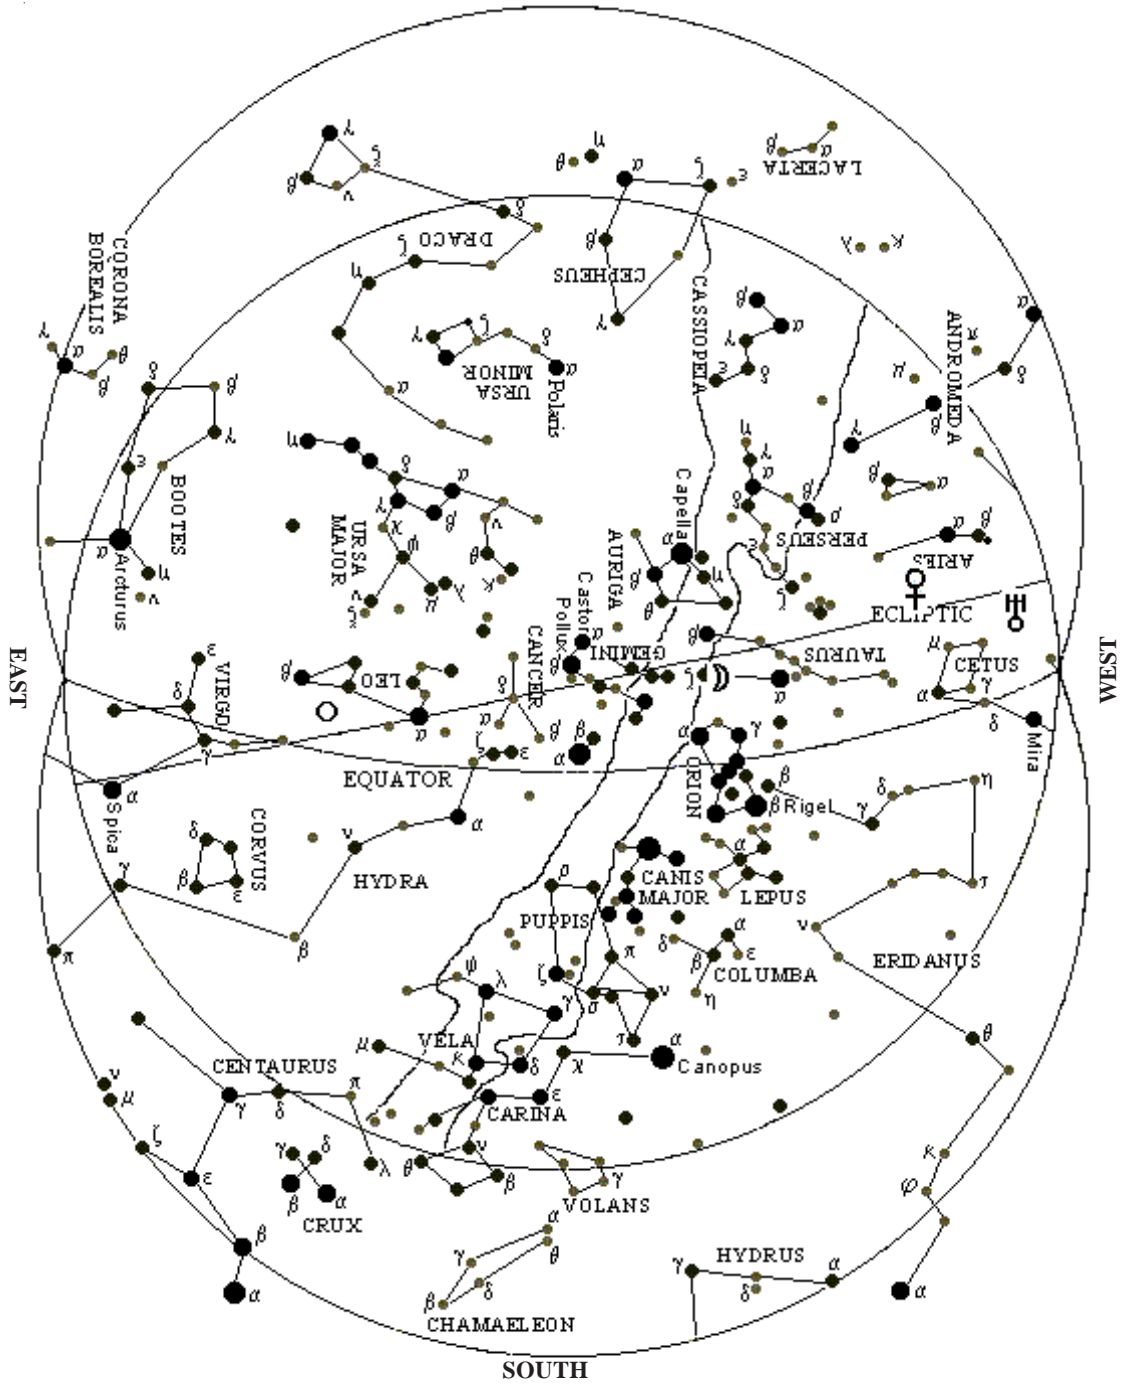 γ
ξ
β
ν
δ
DRACO
ζ
η
α
θ
η
α
ζ
ε
β
CEPHEUS
γ
β
α
LACERTA
λ
κ
CORONA
BOREALIS
γ
α
β
θ
δ
β
γ
ε
BOOTES
α
Arcturus
η
ν
γ
ζ
δ
α
Polaris
URSA
MINOR
CASSIOPEIA
β
α
γ
δ
ε
α
π
μ
δ
ANDROMEDA
β
γ
η
δ
α
γ
β
χ
ψ
ν
ξ
μ
λ
ν
θ
κ
URSA
MAJOR
η
γ
α
δ
β
ρ
ε
ζ
PERSEUS
β
α
α
β
ARIES
Capella
α
η
θ
β
AURIGA
ECLIPTIC
Castor
Pollux
α
β
GEMINI
EAST
WEST
ε
δ
γ
VIRGO
α
Spica
β
LEO
α
CANCER
δ
α
β
β
ζ
α
TAURUS
μ
CETUS
α
γ
δ
Mira
ζ
ε
β
α
EQUATOR
α
γ
ORION
β
Rigel
β
γ
δ
η
δ
β
ε
CORVUS
γ
π
ν
α
HYDRA
β
CANIS
MAJOR
α
LEPUS
τ
ν
ERIDANUS
ρ
PUPPIS
ζ
π
σ
ν
τ
δ
α
β
ε
COLUMBA
η
ψ
λ
γ
VELA
κ
δ
μ
χ
α
Canopus
θ
CENTAURUS
π
γ
δ
λ
ν
μ
ζ
ε
β
α
CARINA
ε
ν
θ
β
γ
δ
β
α
CRUX
γ
VOLANS
κ
φ
α
α
θ
γ
δ
β
CHAMAELEON
HYDRUS
γ
δ
α
SOUTH